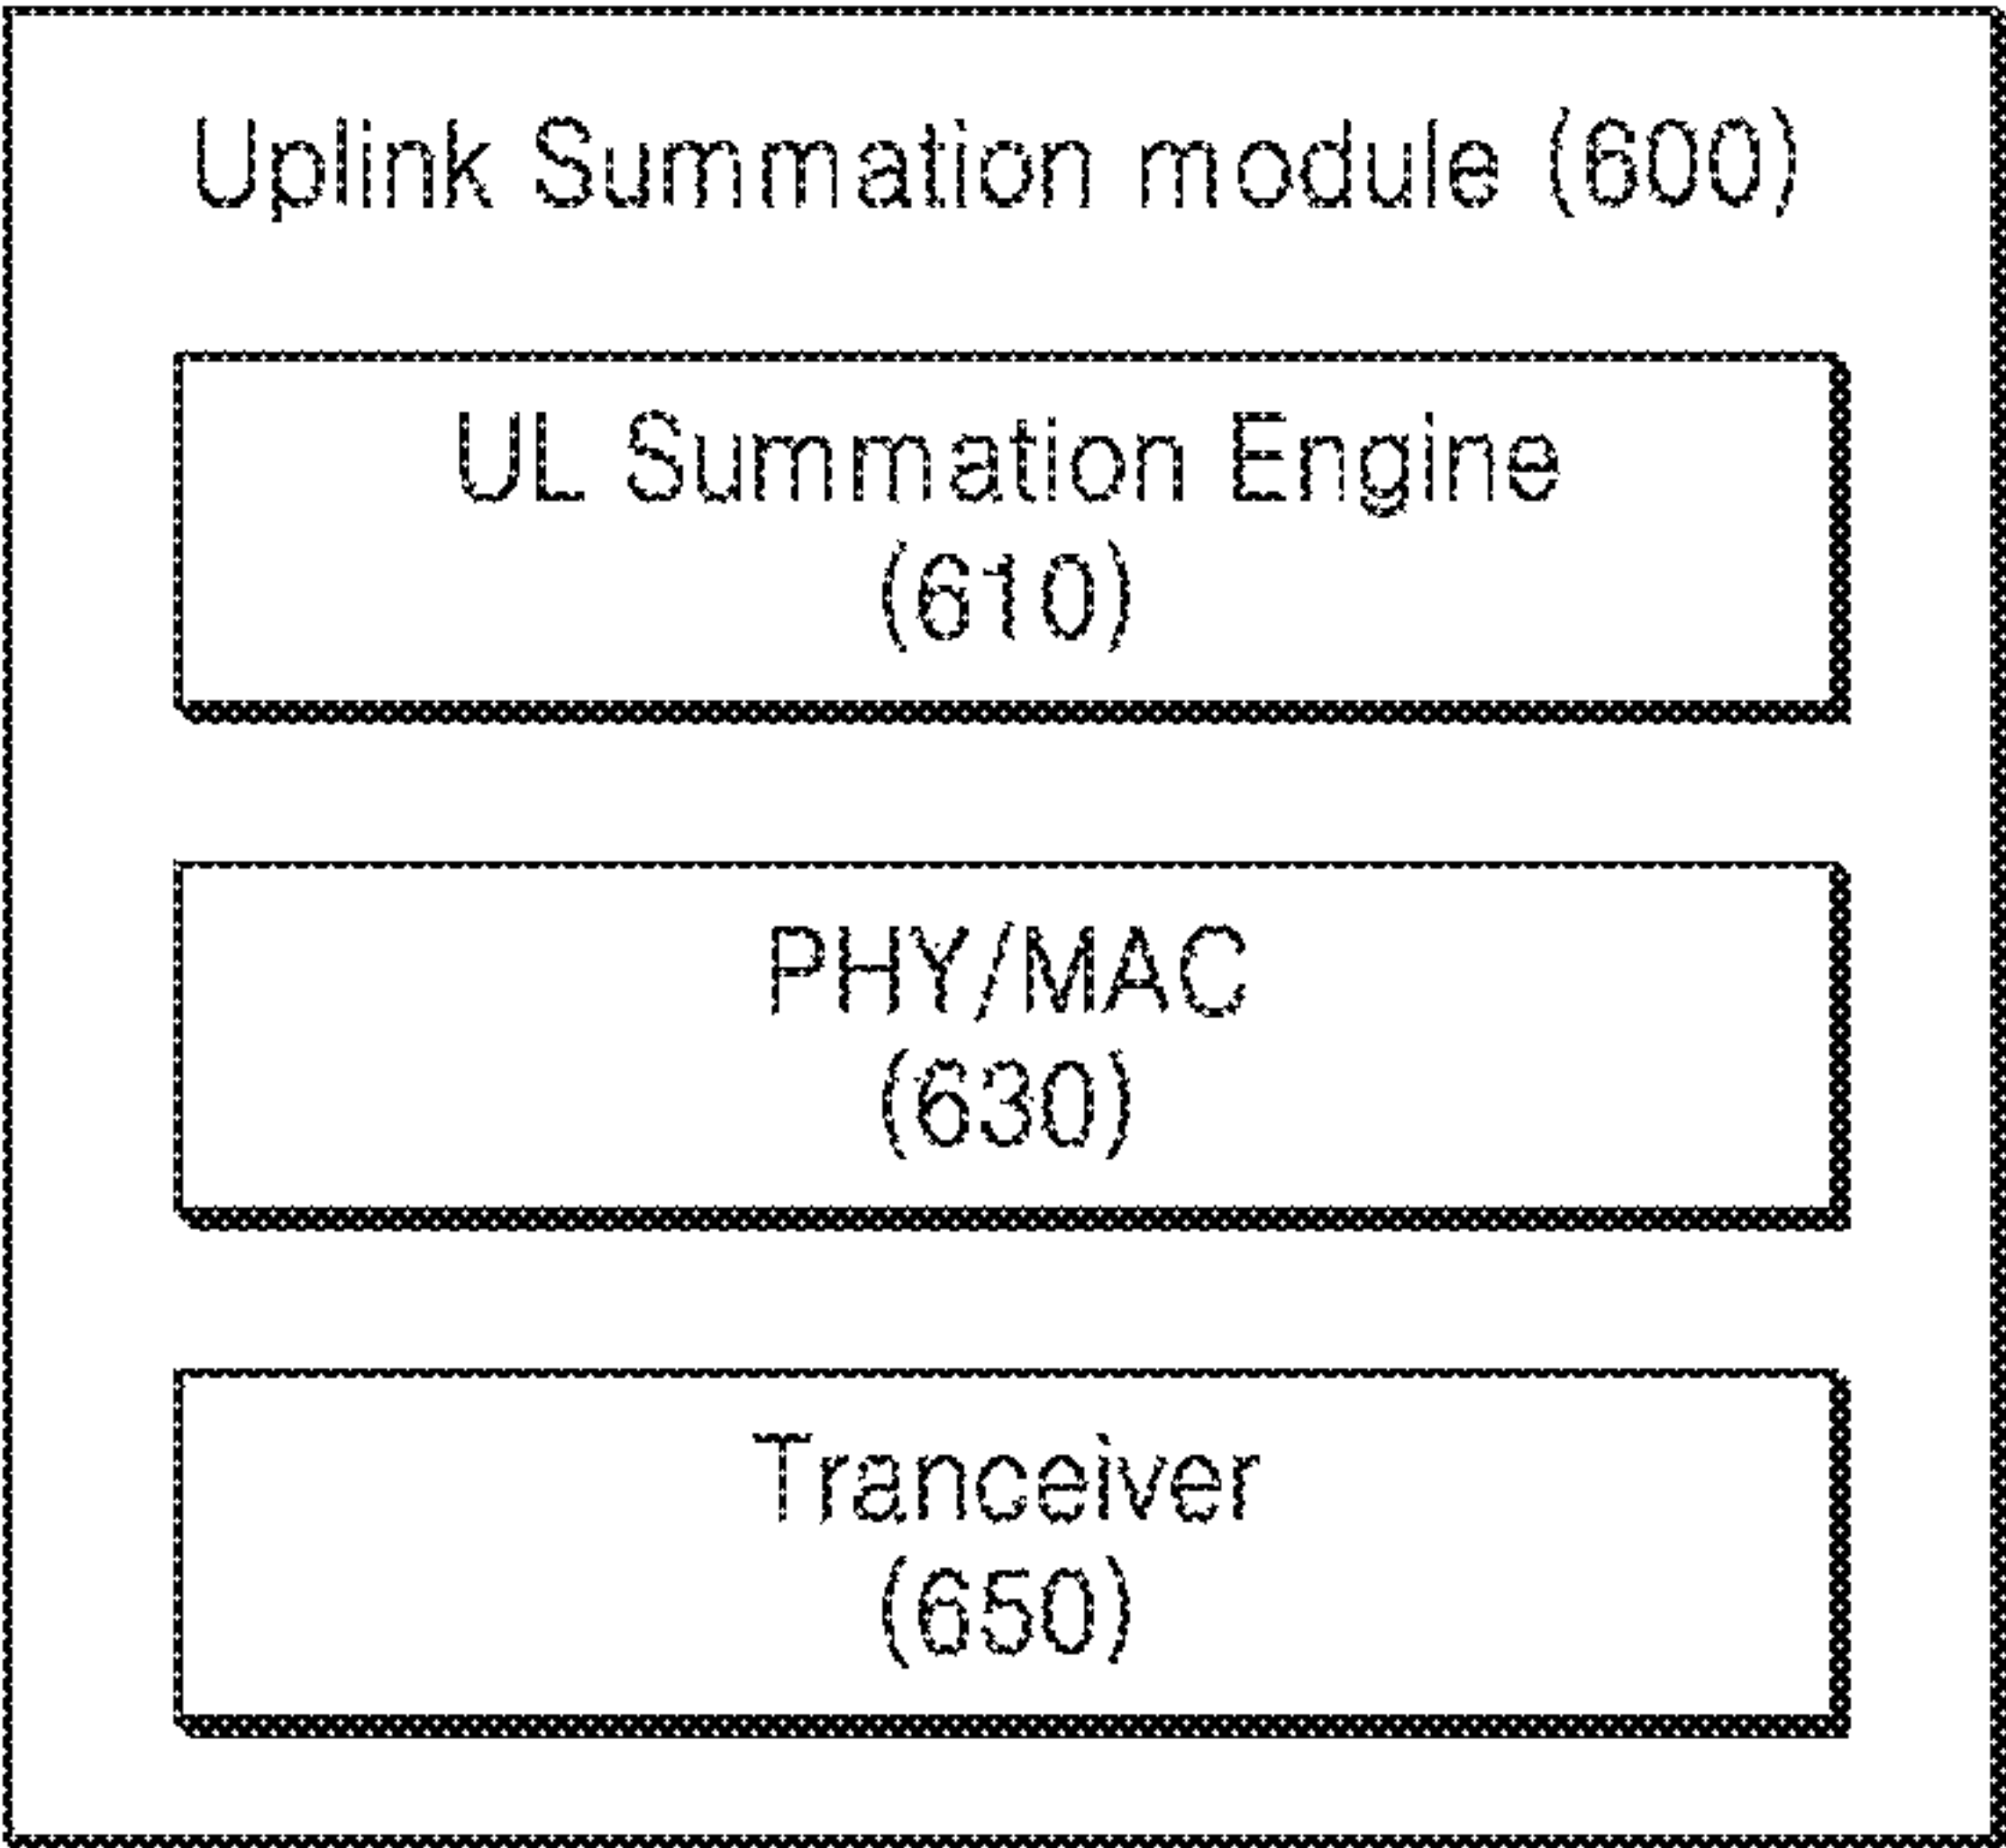 Uplink Summation module (600)
UL Summation Engine
(610)
PHY/MAC
(630)
Tranceiver
(650)